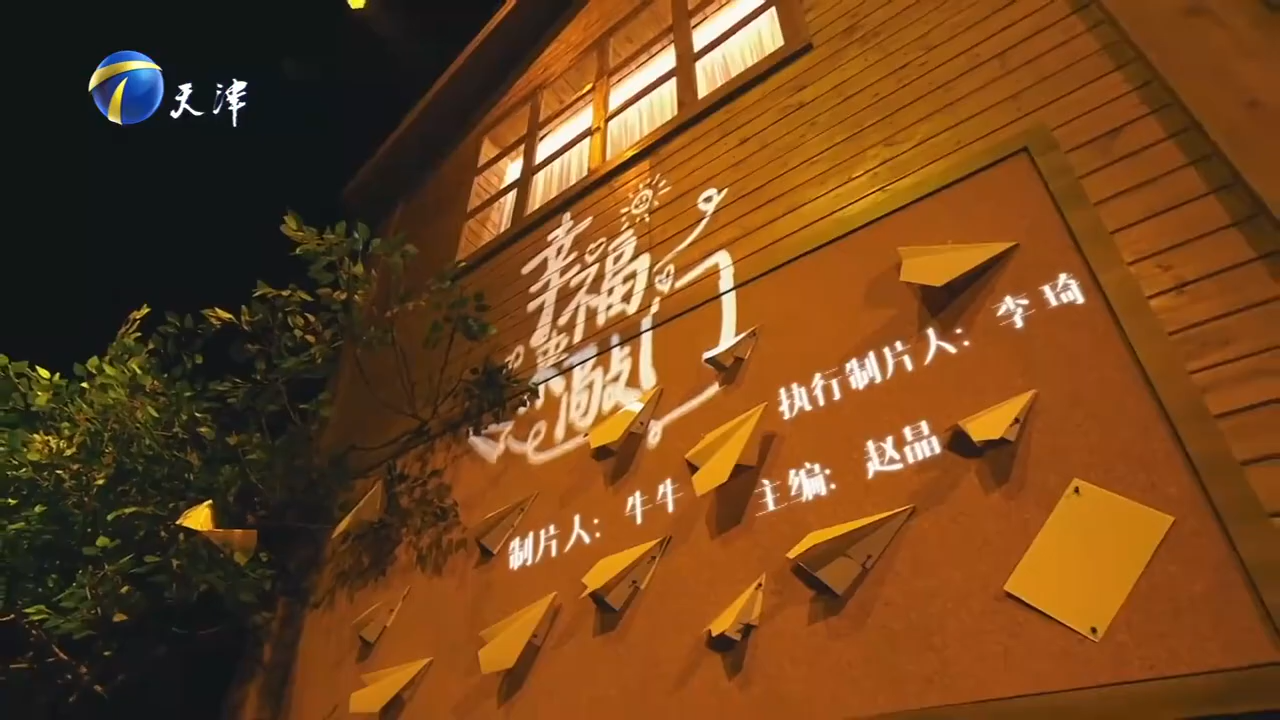 天津
幸福
来敲门
执行制片人：李琦
制片人：牛牛
主编：赵晶